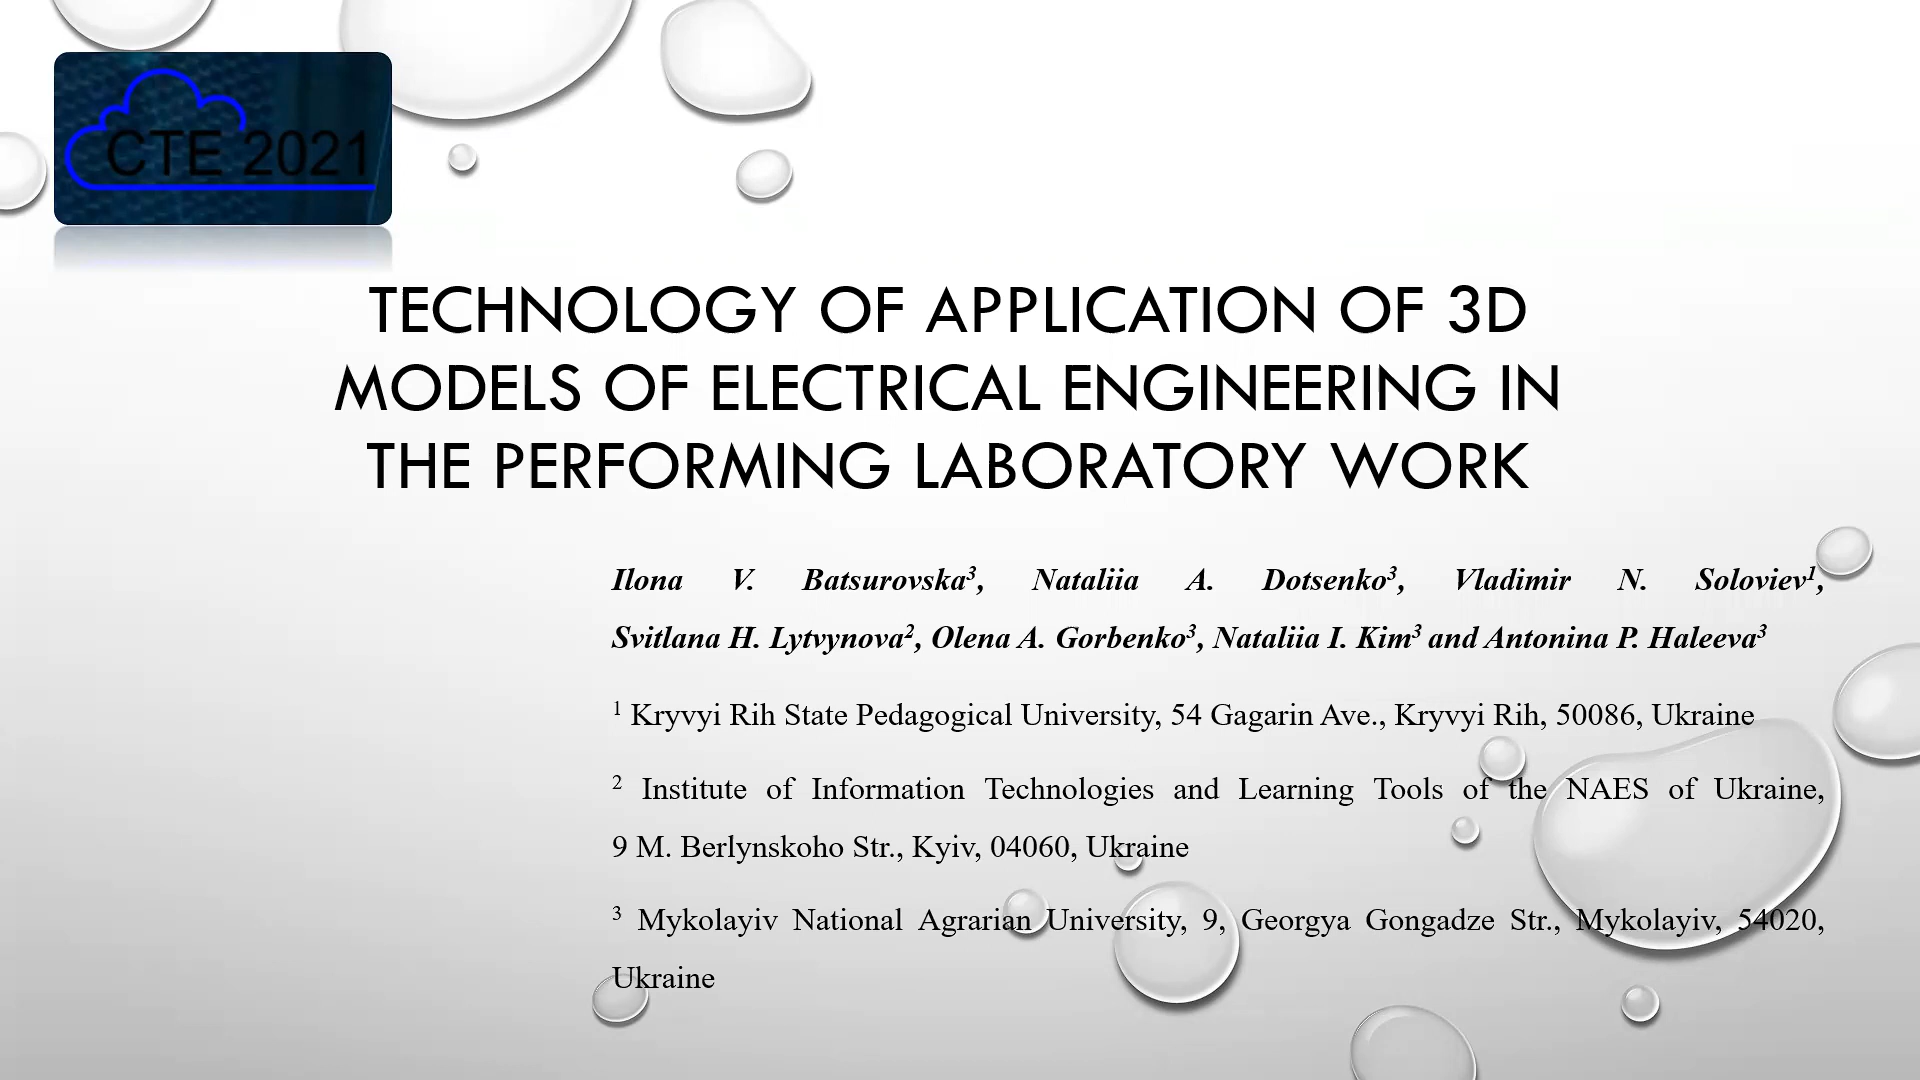 CTE 2021
TECHNOLOGY OF APPLICATION OF 3D
MODELS OF ELECTRICAL ENGINEERING IN
THE PERFORMING LABORATORY WORK
Ilona V. Batsurovska³, Nataliia A. Dotsenko³, Vladimir N. Soloviev¹,
Svitlana H. Lytvynova², Olena A. Gorbenko³, Nataliia I. Kim³ and Antonina P. Haleeva³
¹ Kryvyi Rih State Pedagogical University, 54 Gagarin Ave., Kryvyi Rih, 50086, Ukraine
² Institute of Information Technologies and Learning Tools of the NAES of Ukraine,
9 M. Berlynskoho Str., Kyiv, 04060, Ukraine
³ Mykolayiv National Agrarian University, 9, Georgya Gongadze Str., Mykolayiv, 54020,
Ukraine